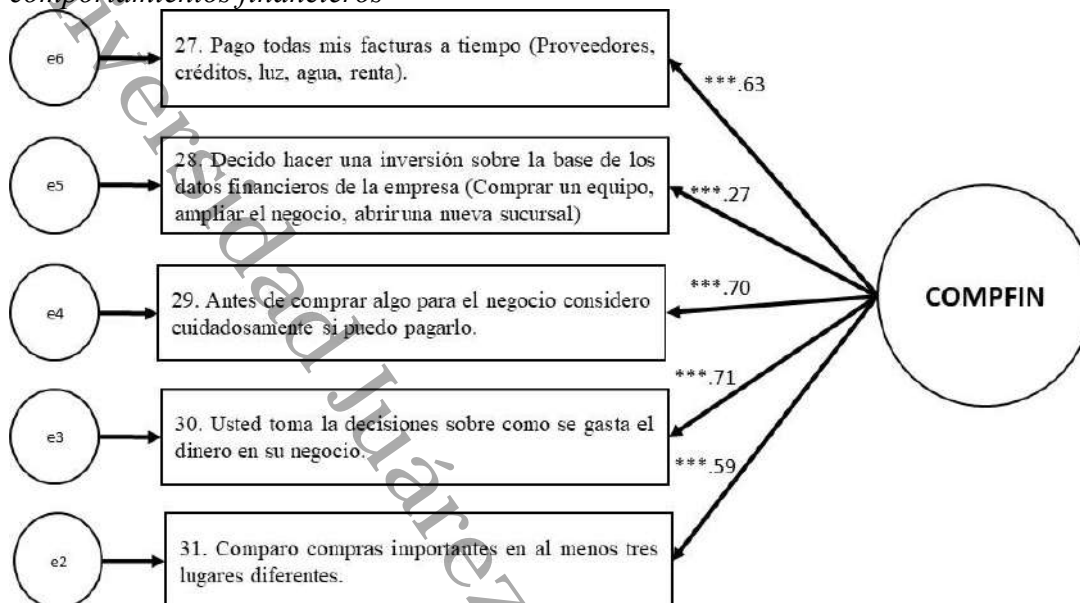 comportamientos financieros
e6
27. Pago todas mis facturas a tiempo (Proveedores,
créditos, luz, agua, renta).
***.63
e5
28. Decido hacer una inversión sobre la base de los
datos financieros de la empresa (Comprar un equipo,
ampliar el negocio, abrir una nueva sucursal)
***.27
e4
29. Antes de comprar algo para el negocio considero
cuidadosamente si puedo pagarlo.
***.70
COMPFIN
e3
30. Usted toma la decisiones sobre como se gasta el
dinero en su negocio.
***.71
e2
31. Comparo compras importantes en al menos tres
lugares diferentes.
***.59
versidad Juárez